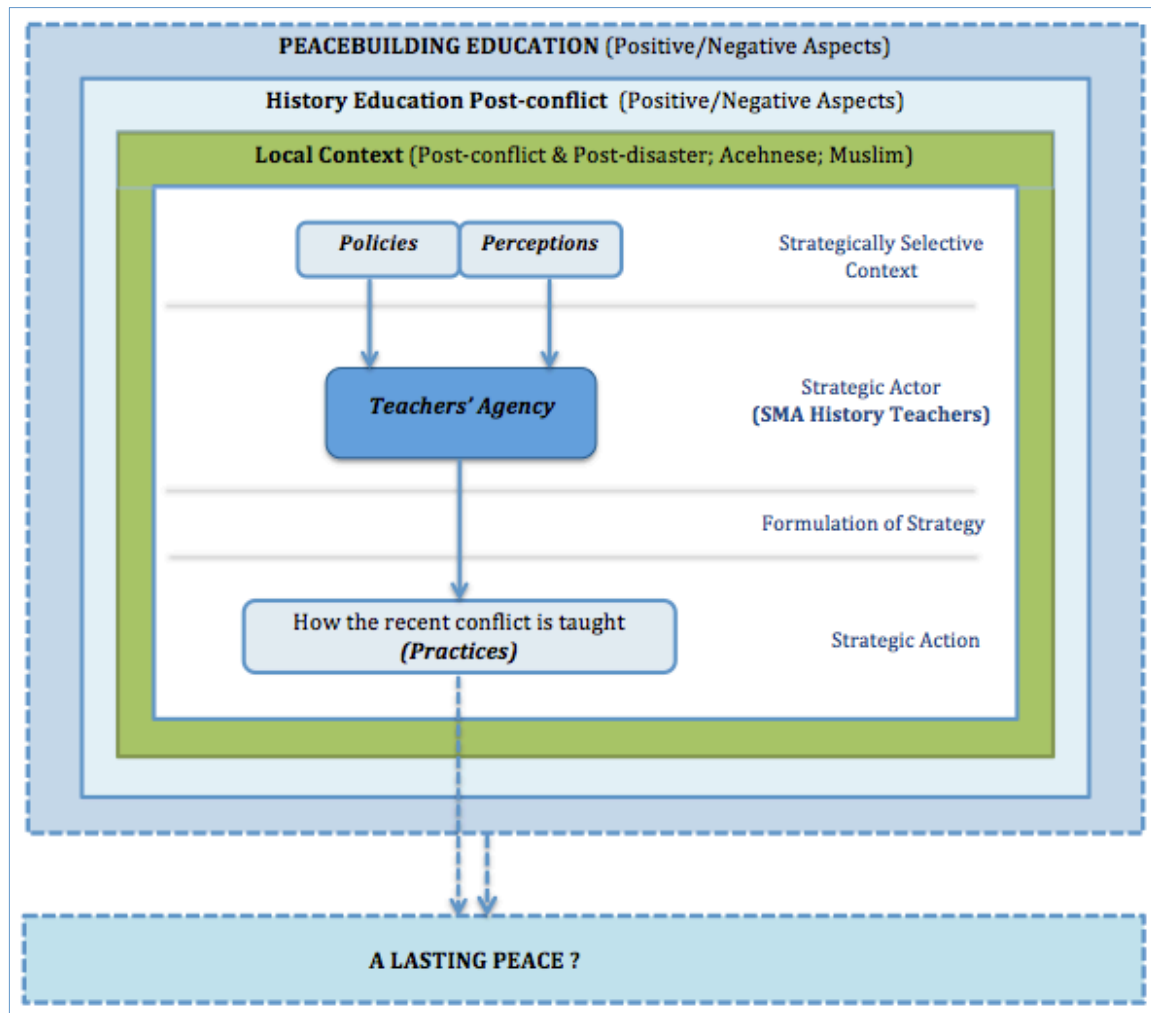 PEACEBUILDING EDUCATION (Positive/Negative Aspects)
History Education Post-conflict (Positive/Negative Aspects)
Local Context (Post-conflict & Post-disaster; Acehnese; Muslim)
Policies
Perceptions
Strategically Selective
Context
Teachers' Agency
Strategic Actor
(SMA History Teachers)
Formulation of Strategy
How the recent conflict is taught
(Practices)
Strategic Action
A LASTING PEACE ?